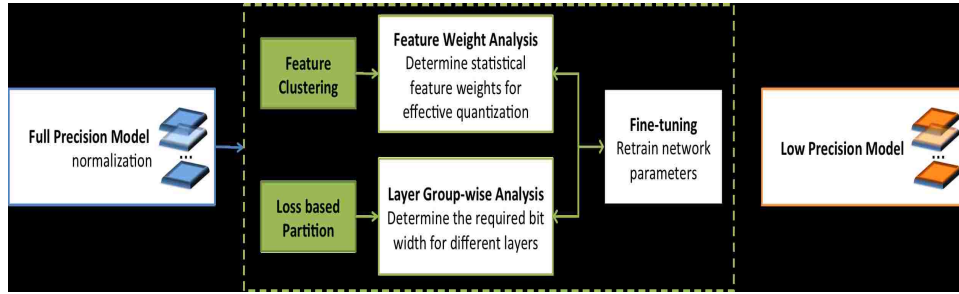 Full Precision Model
normalization
...
Feature
Clustering
Feature Weight Analysis
Determine statistical
feature weights for
effective quantization
Loss based
Partition
Layer Group-wise Analysis
Determine the required bit
width for different layers
Fine-tuning
Retrain network
parameters
Low Precision Model
...